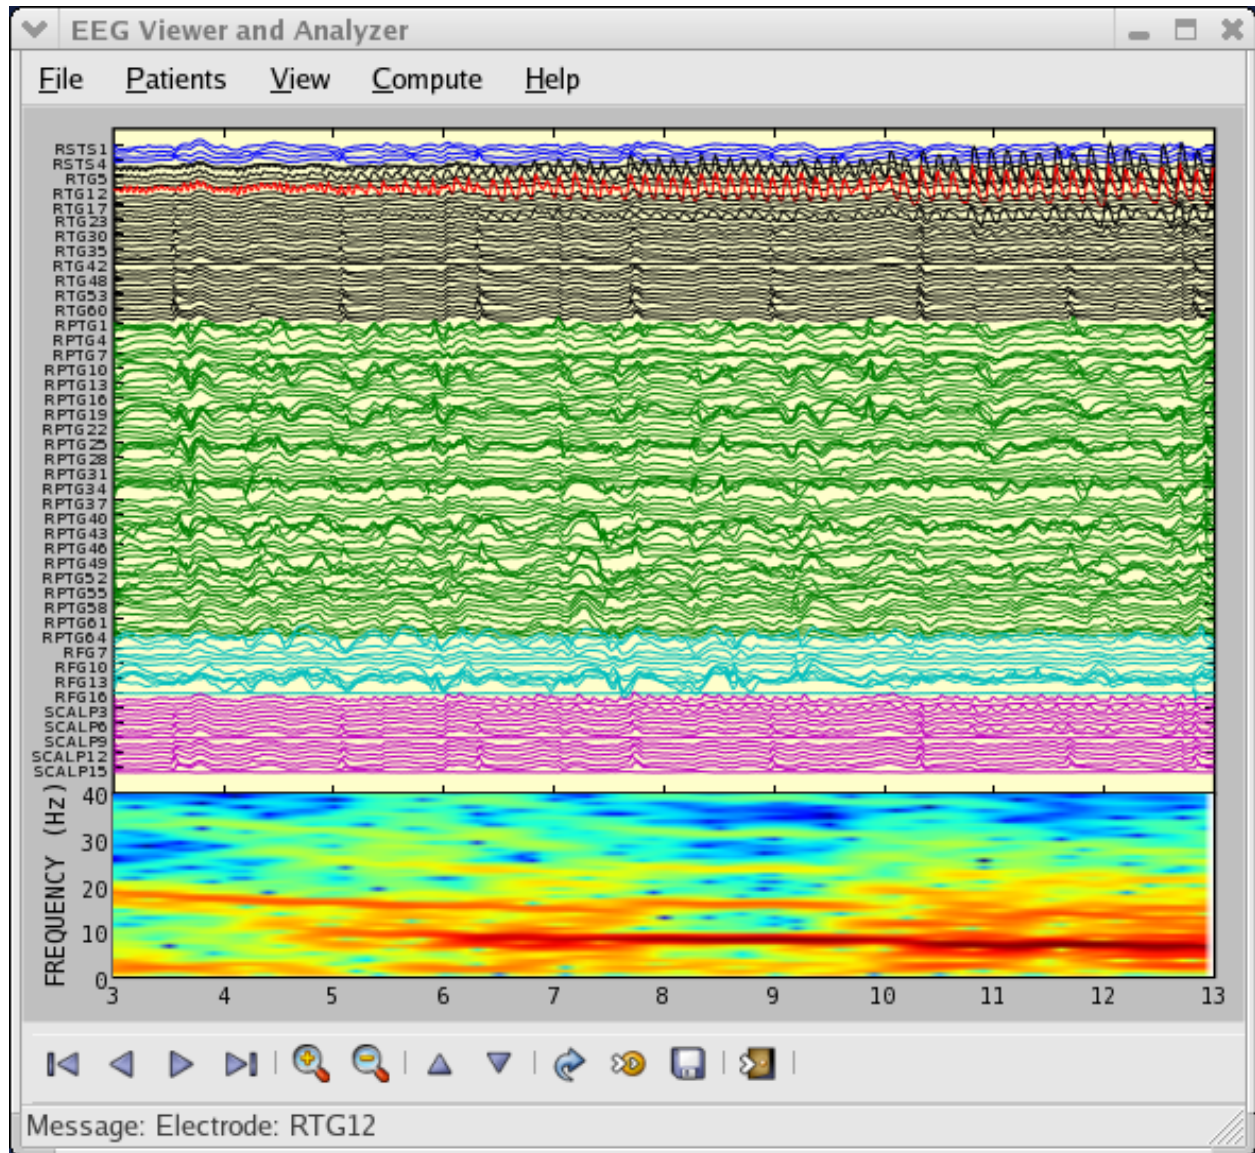 EEG Viewer and Analyzer
File Patients View Compute Help
RSTS1
RSTS4
RTG5
RTG12
RTG17
RTG23
RTG30
RTG35
RTG42
RTG48
RTG53
RTG60
RPTG1
RPTG4
RPTG7
RPTG10
RPTG13
RPTG16
RPTG19
RPTG22
RPTG25
RPTG28
RPTG31
RPTG34
RPTG37
RPTG40
RPTG43
RPTG46
RPTG49
RPTG52
RPTG55
RPTG58
RPTG61
RPTG64
RFG7
RFG10
RFG13
RFG16
SCALP3
SCALP6
SCALP9
SCALP12
SCALP15
FREQUENCY (Hz)
40
30
20
10
0
3 4 5 6 7 8 9 10 11 12 13
Message: Electrode: RTG12